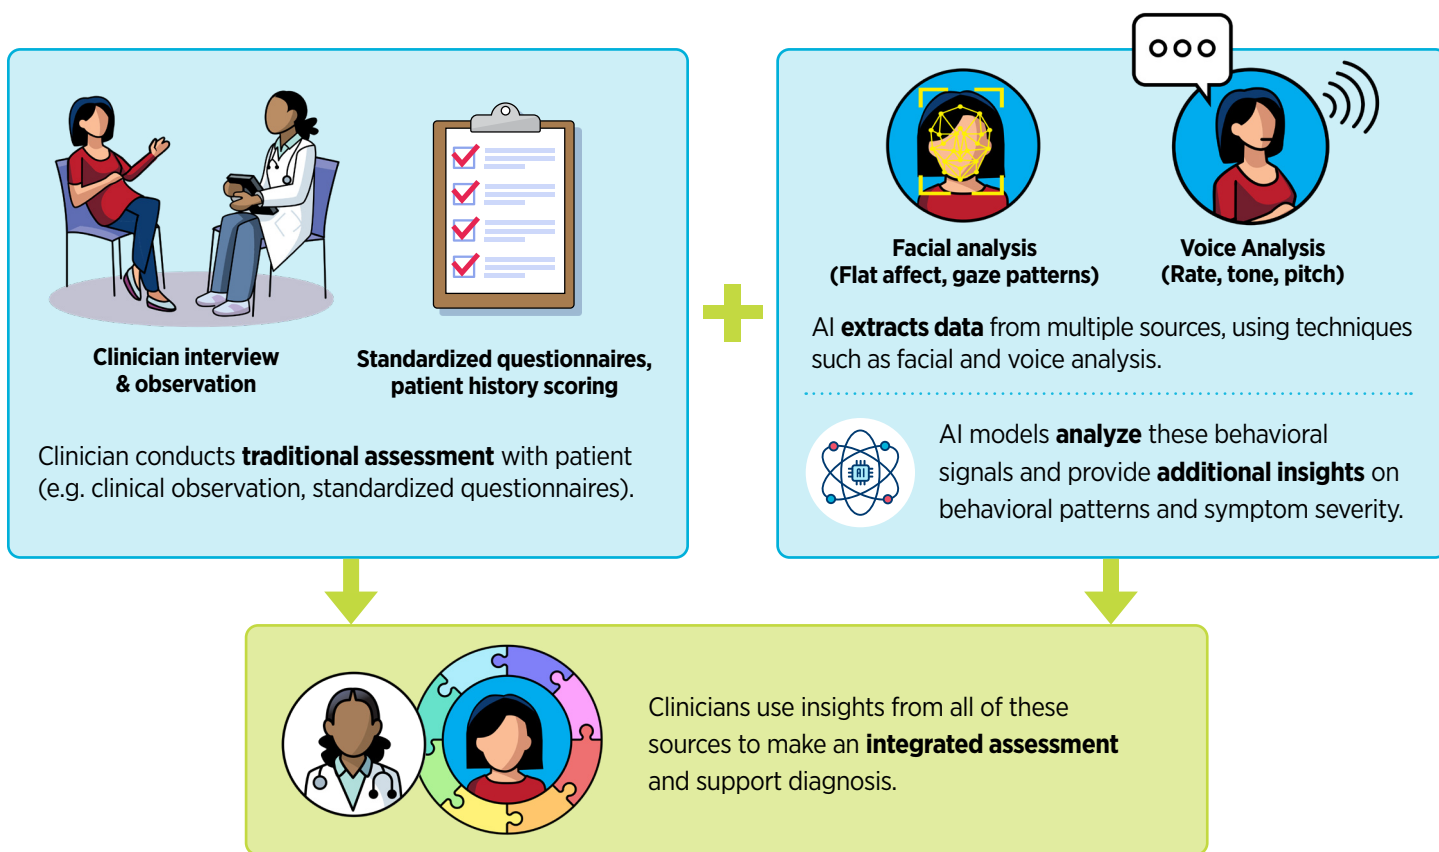 Clinician interview
& observation
Standardized questionnaires,
patient history scoring
Clinician conducts traditional assessment with patient
(e.g. clinical observation, standardized questionnaires).
Facial analysis
(Flat affect, gaze patterns)
Voice Analysis
(Rate, tone, pitch)
AI extracts data from multiple sources, using techniques
such as facial and voice analysis.
AI
AI models analyze these behavioral
signals and provide additional insights on
behavioral patterns and symptom severity.
Clinicians use insights from all of these
sources to make an integrated assessment
and support diagnosis.